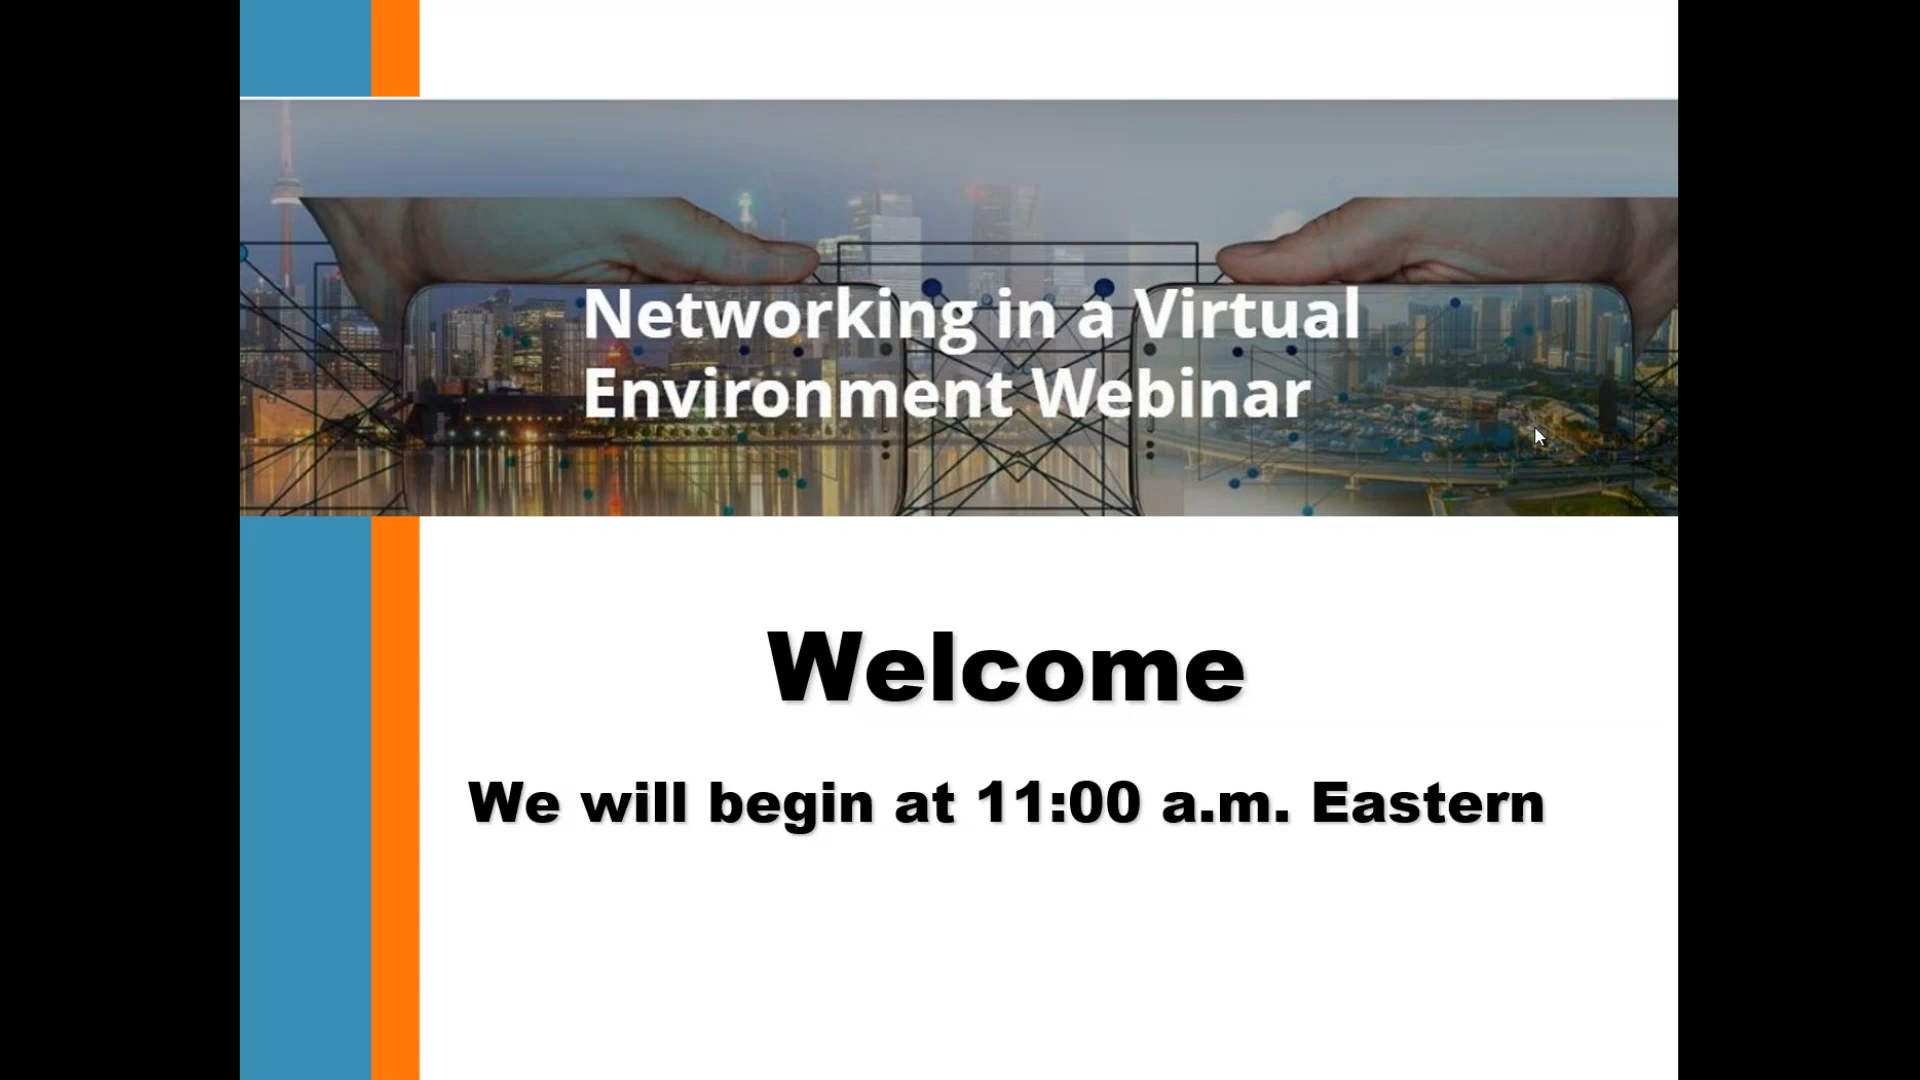 Networking in a Virtual
Environment Webinar
Welcome
We will begin at 11:00 a.m. Eastern